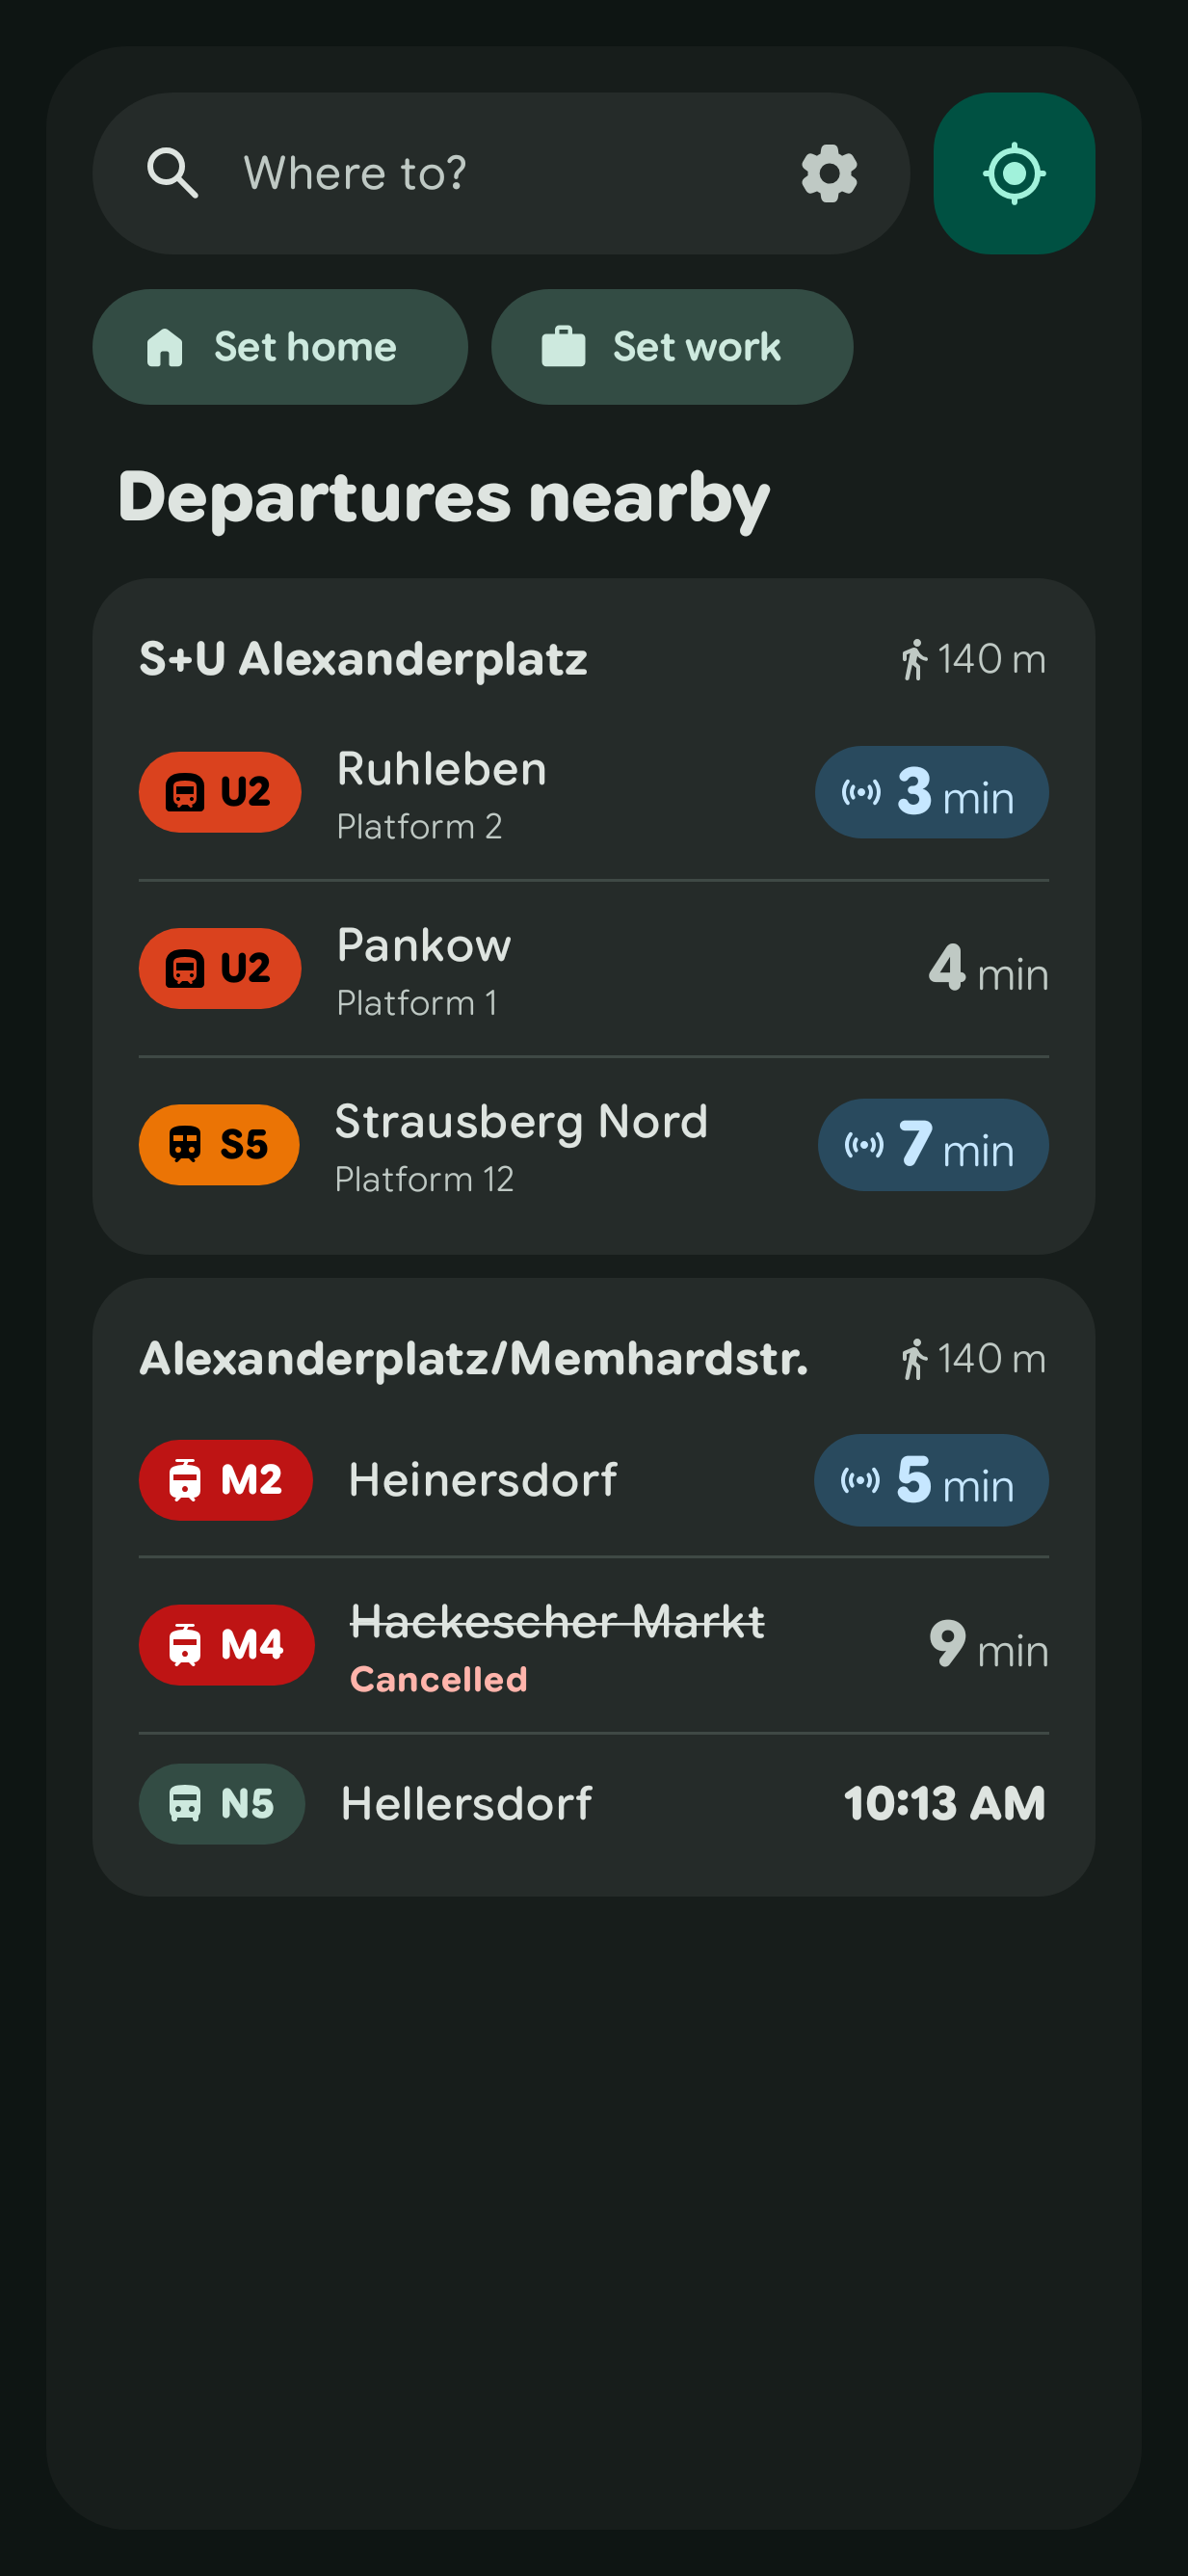 Where to?
Set home
Set work
Departures nearby
S+U Alexanderplatz 140 m
U2 Ruhleben 3 min
Platform 2
U2 Pankow 4 min
Platform 1
S5 Strausberg Nord 7 min
Platform 12
Alexanderplatz/Memhardstr. 140 m
M2 Heinersdorf 5 min
M4 Hackescher Markt 9 min
Cancelled
N5 Hellersdorf 10:13 AM